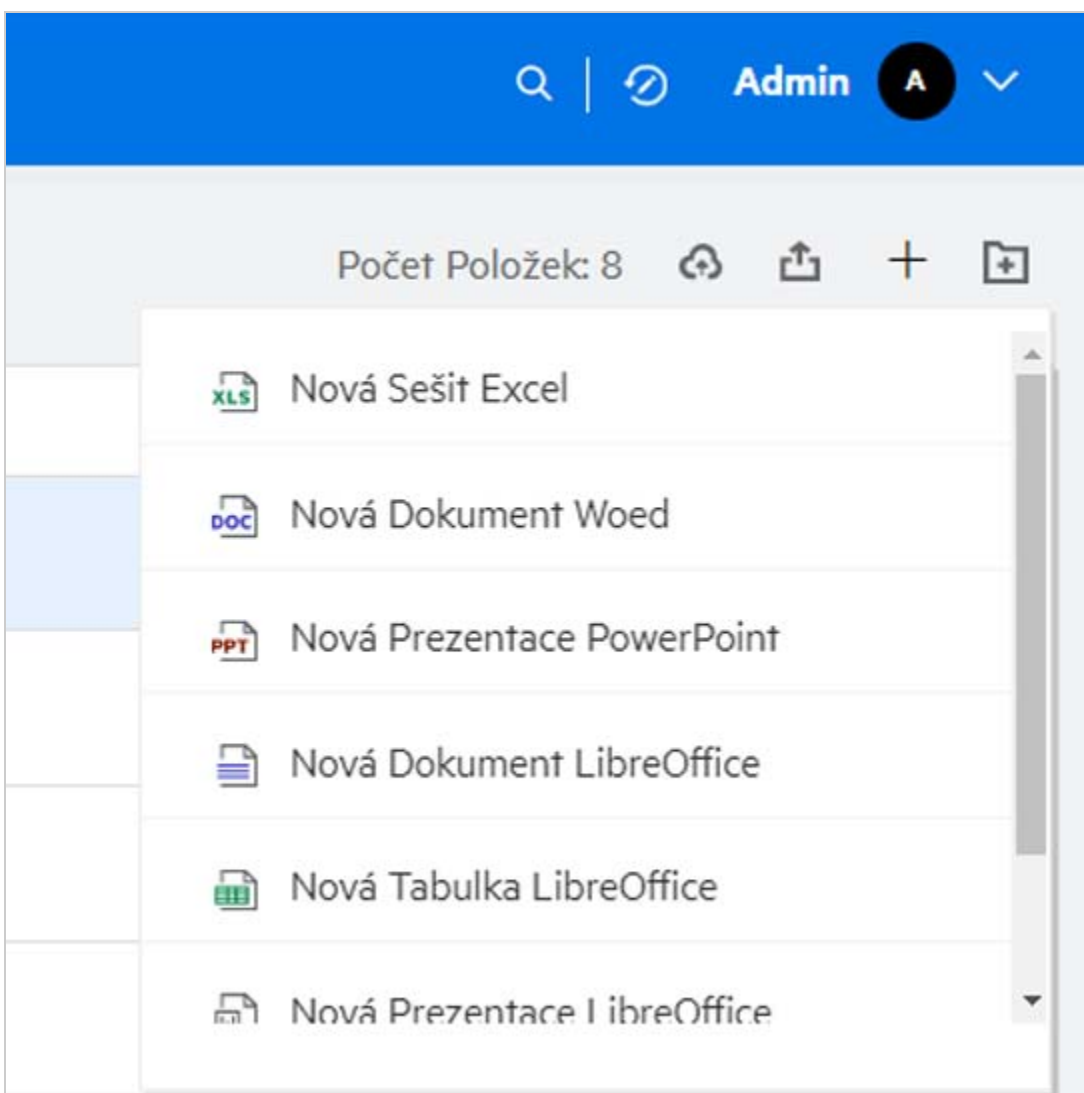 Admin A
Počet Položek: 8
XLS Nová Sešit Excel
DOC Nová Dokument Woed
PPT Nová Prezentace PowerPoint
Nová Dokument LibreOffice
Nová Tabulka LibreOffice
Nová Prezentace LibreOffice